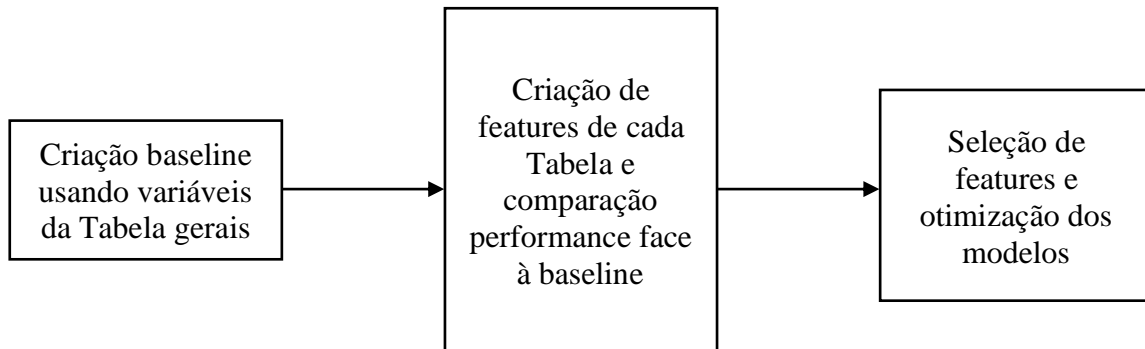 Criação baseline
usando variáveis
da Tabela gerais
Criação de
features de cada
Tabela e
comparação
performance face
à baseline
Seleção de
features e
otimização dos
modelos